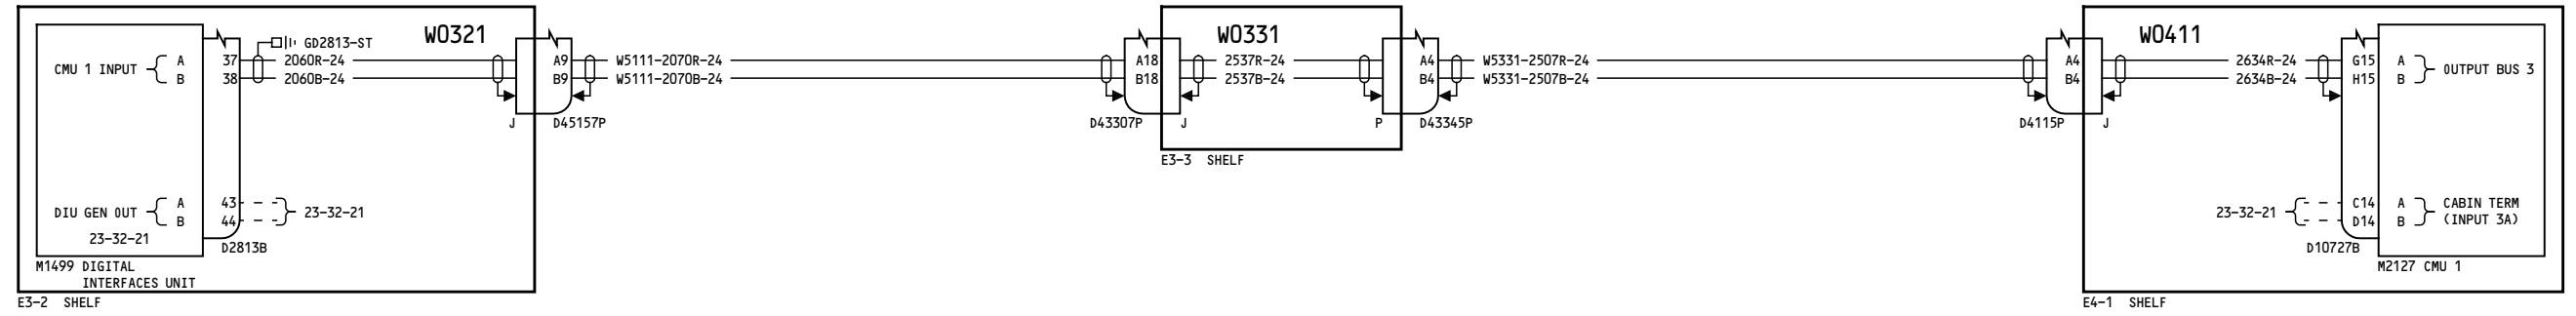 W0321
W0331
W0411
GD2813-ST
CMU 1 INPUT
A
B
37
38
2060R-24
2060B-24
A9
B9
W5111-2070R-24
W5111-2070B-24
A18
B18
2537R-24
2537B-24
A4
B4
W5331-2507R-24
W5331-2507B-24
A4
B4
2634R-24
2634B-24
G15
H15
A
B
OUTPUT BUS 3
J
D45157P
D43307P
J
P
D43345P
D4115P
J
E3-3 SHELF
DIU GEN OUT
A
B
43
44
23-32-21
23-32-21
D2813B
23-32-21
C14
D14
A
B
CABIN TERM
(INPUT 3A)
D10727B
M1499 DIGITAL
INTERFACES UNIT
M2127 CMU 1
E3-2 SHELF
E4-1 SHELF